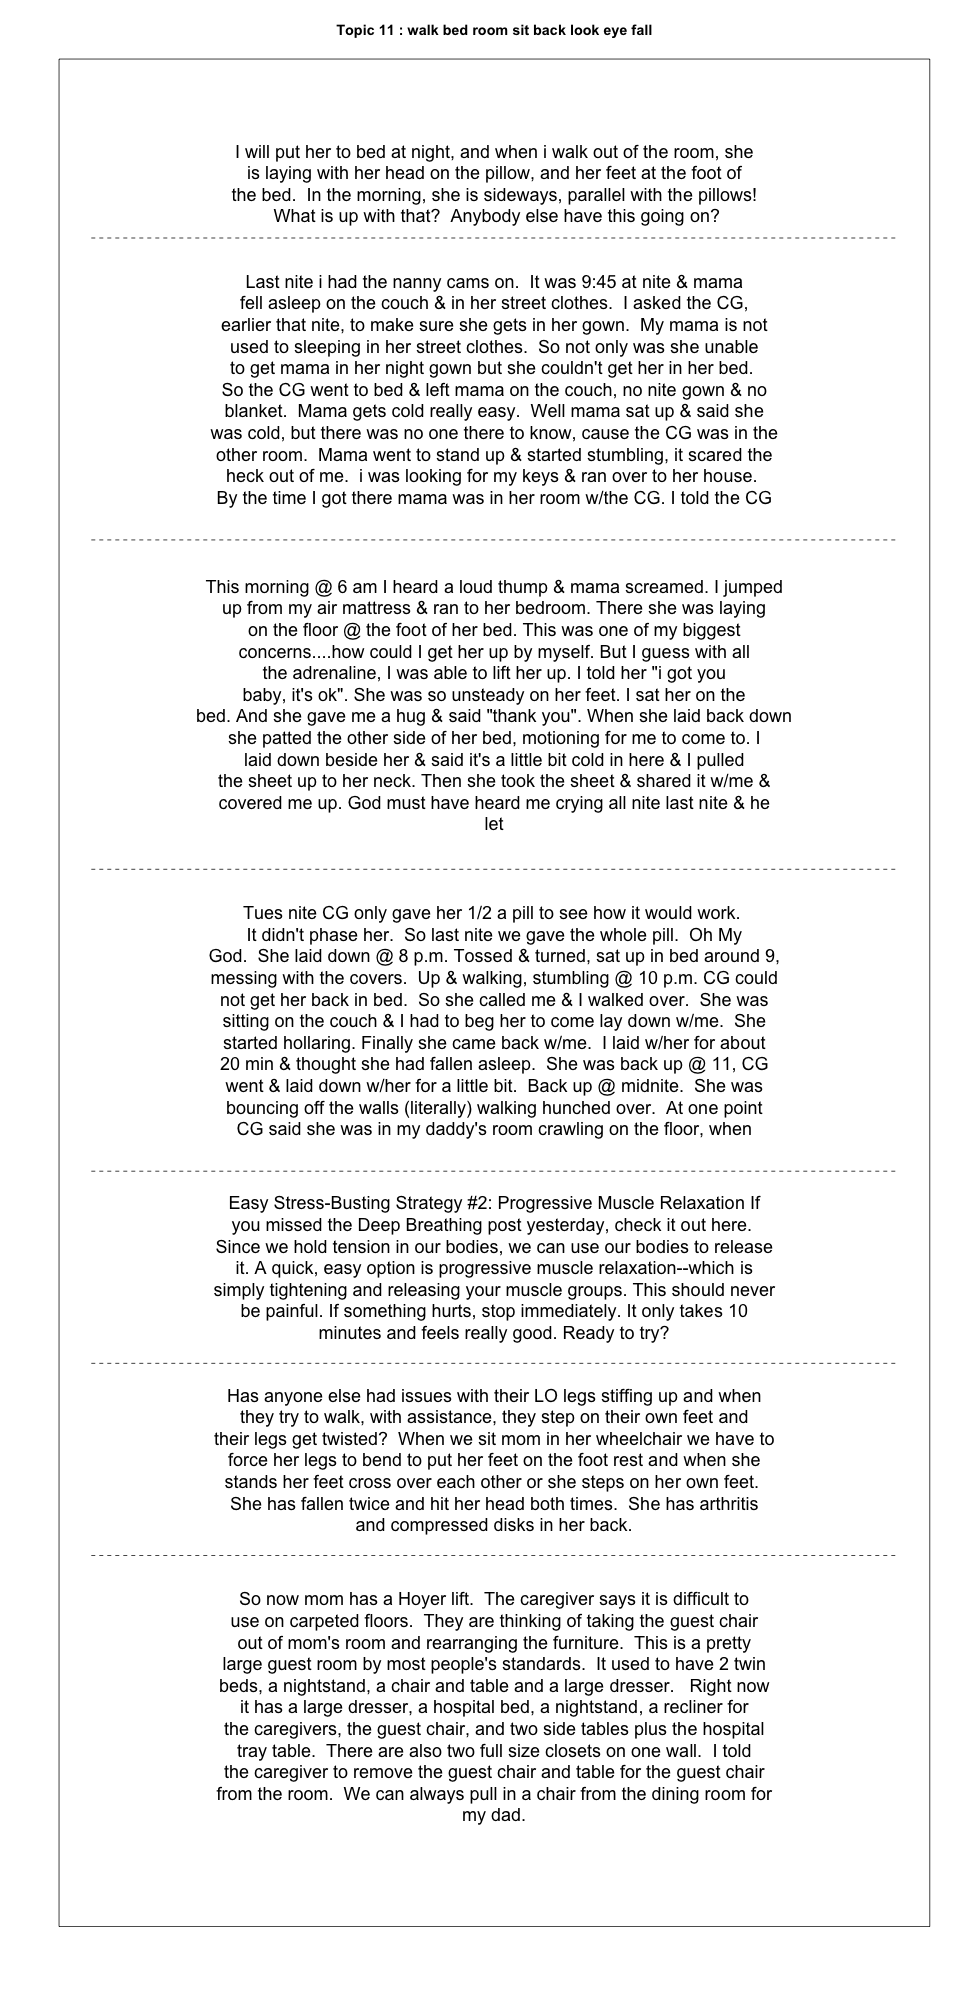 Topic 11 : walk bed room sit back look eye fall
I will put her to bed at night, and when i walk out of the room, she
is laying with her head on the pillow, and her feet at the foot of
the bed.  In the morning, she is sideways, parallel with the pillows!
What is up with that?  Anybody else have this going on?
Last nite i had the nanny cams on.  It was 9:45 at nite & mama
fell asleep on the couch & in her street clothes.  I asked the CG,
earlier that nite, to make sure she gets in her gown.  My mama is not
used to sleeping in her street clothes.  So not only was she unable
to get mama in her night gown but she couldn't get her in her bed.
So the CG went to bed & left mama on the couch, no nite gown & no
blanket.  Mama gets cold really easy.  Well mama sat up & said she
was cold, but there was no one there to know, cause the CG was in the
other room.  Mama went to stand up & started stumbling, it scared the
heck out of me.  i was looking for my keys & ran over to her house.
By the time I got there mama was in her room w/the CG. I told the CG
This morning @ 6 am I heard a loud thump & mama screamed. I jumped
up from my air mattress & ran to her bedroom. There she was laying
on the floor @ the foot of her bed. This was one of my biggest
concerns....how could I get her up by myself. But I guess with all
the adrenaline, I was able to lift her up. I told her "i got you
baby, it's ok". She was so unsteady on her feet. I sat her on the
bed. And she gave me a hug & said "thank you". When she laid back down
she patted the other side of her bed, motioning for me to come to. I
laid down beside her & said it's a little bit cold in here & I pulled
the sheet up to her neck. Then she took the sheet & shared it w/me &
covered me up. God must have heard me crying all nite last nite & he
let
Tues nite CG only gave her 1/2 a pill to see how it would work.
It didn't phase her.  So last nite we gave the whole pill.  Oh My
God.  She laid down @ 8 p.m. Tossed & turned, sat up in bed around 9,
messing with the covers.  Up & walking, stumbling @ 10 p.m. CG could
not get her back in bed.  So she called me & I walked over.  She was
sitting on the couch & I had to beg her to come lay down w/me.  She
started hollaring. Finally she came back w/me.  I laid w/her for about
20 min & thought she had fallen asleep.  She was back up @ 11, CG
went & laid down w/her for a little bit.  Back up @ midnite.  She was
bouncing off the walls (literally) walking hunched over.  At one point
CG said she was in my daddy's room crawling on the floor, when
Easy Stress-Busting Strategy #2: Progressive Muscle Relaxation If
you missed the Deep Breathing post yesterday, check it out here.
Since we hold tension in our bodies, we can use our bodies to release
it. A quick, easy option is progressive muscle relaxation--which is
simply tightening and releasing your muscle groups. This should never
be painful. If something hurts, stop immediately. It only takes 10
minutes and feels really good. Ready to try?
Has anyone else had issues with their LO legs stiffing up and when
they try to walk, with assistance, they step on their own feet and
their legs get twisted?  When we sit mom in her wheelchair we have to
force her legs to bend to put her feet on the foot rest and when she
stands her feet cross over each other or she steps on her own feet.
She has fallen twice and hit her head both times.  She has arthritis
and compressed disks in her back.
So now mom has a Hoyer lift.  The caregiver says it is difficult to
use on carpeted floors.  They are thinking of taking the guest chair
out of mom's room and rearranging the furniture.  This is a pretty
large guest room by most people's standards.  It used to have 2 twin
beds, a nightstand, a chair and table and a large dresser.   Right now
it has a large dresser, a hospital bed, a nightstand, a recliner for
the caregivers, the guest chair, and two side tables plus the hospital
tray table.  There are also two full size closets on one wall.  I told
the caregiver to remove the guest chair and table for the guest chair
from the room.  We can always pull in a chair from the dining room for
my dad.